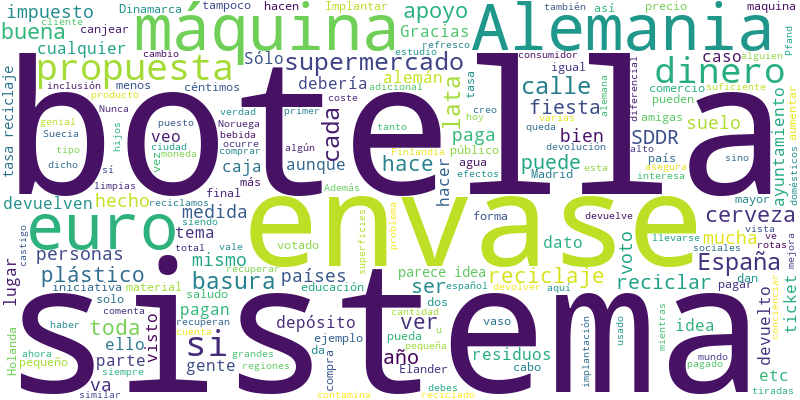 impuesto
Dinamarca
tampoco
hacen
Implantar
también
así
precio
maquina
buena
cliente
canjear
máquina
apoyo
Gracias
Alemania
comercio
Pfand
cualquier
cambio
estudio
refresco
consumidor
igual
alguien
propuesta
Sólo
supermercado
caso
dinero
tasa reciclaje
inclusión
menos
céntimos
debería
alemán
lata
tasa
calle
diferencial
suficiente
aumentar
producto
Nunca
verdad
primer
adicional
coste
creo
hoy
fiesta
pueden
alemana
botella
genial
Suecia
hijos
puesto
Noruega
bebida
ocurre
cada
tanto
paga
varias
queda
devolución
bien
amigas
SDDR
suelo
tipo
dicho
vez
ciudad
moneda
veo
comprar
algún
aunque
público
Finlandia
agua
puede
esta
alto
país
sino
ayuntamiento
domésticos
sí
limpias
reciclamos
caja
más
final
hace
hacer
efectos
Madrid
interesa
asegura
devuelven
hecho
siendo
medida
envase
forma
devuelve
mayor
cerveza
euro
tema
total
vale
votado
superficies
problema
dato
voto
llevarse
sociales
vista
ve
rotas
mucha
castigo
personas
mismo
países
parece idea
reciclaje
España
mejora
lugar
plástico
recuperar
basura
educación
devolver
aquí
ser
reciclar
dan
ticket
concienciar
iniciativa
material
saludo
solo
cantidad
español
pagar
sistema
comenta
visto
pagan
depósito
ver
dos
vaso
devuelto
Holanda
haber
toda
si
recuperan
cuenta
ejemplo
u
pueda
año
residuos
implantación
usado
mientras
idea
mundo
ahora
pequeño
siempre
ello
parte
gente
grandes
regiones
da
compra
Elander
pequeña
debes
cabo
pagado
etc
similar
va
contamina
reciclado
tiradas